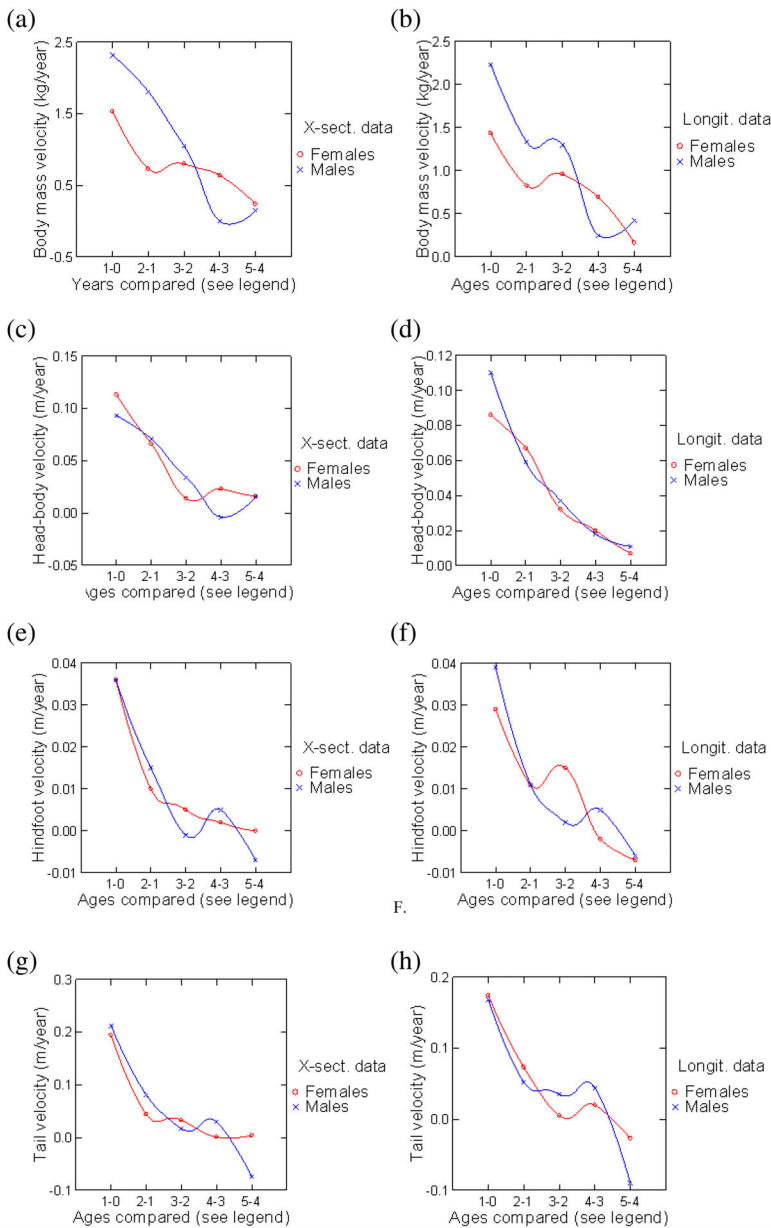 (a)
Body mass velocity (kg/year)
2.5
1.5
0.5
-0.5
1-0 2-1 3-2 4-3 5-4
Years compared (see legend)
X-sect. data
Females
Males
(b)
Body mass velocity (kg/year)
2.5
2.0
1.5
1.0
0.5
0.0
1-0 2-1 3-2 4-3 5-4
Ages compared (see legend)
Longit. data
Females
Males
(c)
Head-body velocity (m/year)
0.15
0.10
0.05
0.00
-0.05
1-0 2-1 3-2 4-3 5-4
Ages compared (see legend)
X-sect. data
Females
Males
(d)
Head-body velocity (m/year)
0.12
0.10
0.08
0.06
0.04
0.02
0.00
1-0 2-1 3-2 4-3 5-4
Ages compared (see legend)
Longit. data
Females
Males
(e)
Hindfoot velocity (m/year)
0.04
0.03
0.02
0.01
0.00
-0.01
1-0 2-1 3-2 4-3 5-4
Ages compared (see legend)
X-sect. data
Females
Males
(f)
Hindfoot velocity (m/year)
0.04
0.03
0.02
0.01
0.00
-0.01
1-0 2-1 3-2 4-3 5-4
Ages compared (see legend)
Longit. data
Females
Males
F.
(g)
Tail velocity (m/year)
0.3
0.2
0.1
0.0
-0.1
1-0 2-1 3-2 4-3 5-4
Ages compared (see legend)
X-sect. data
Females
Males
(h)
Tail velocity (m/year)
0.2
0.1
0.0
-0.1
1-0 2-1 3-2 4-3 5-4
Ages compared (see legend)
Longit. data
Females
Males